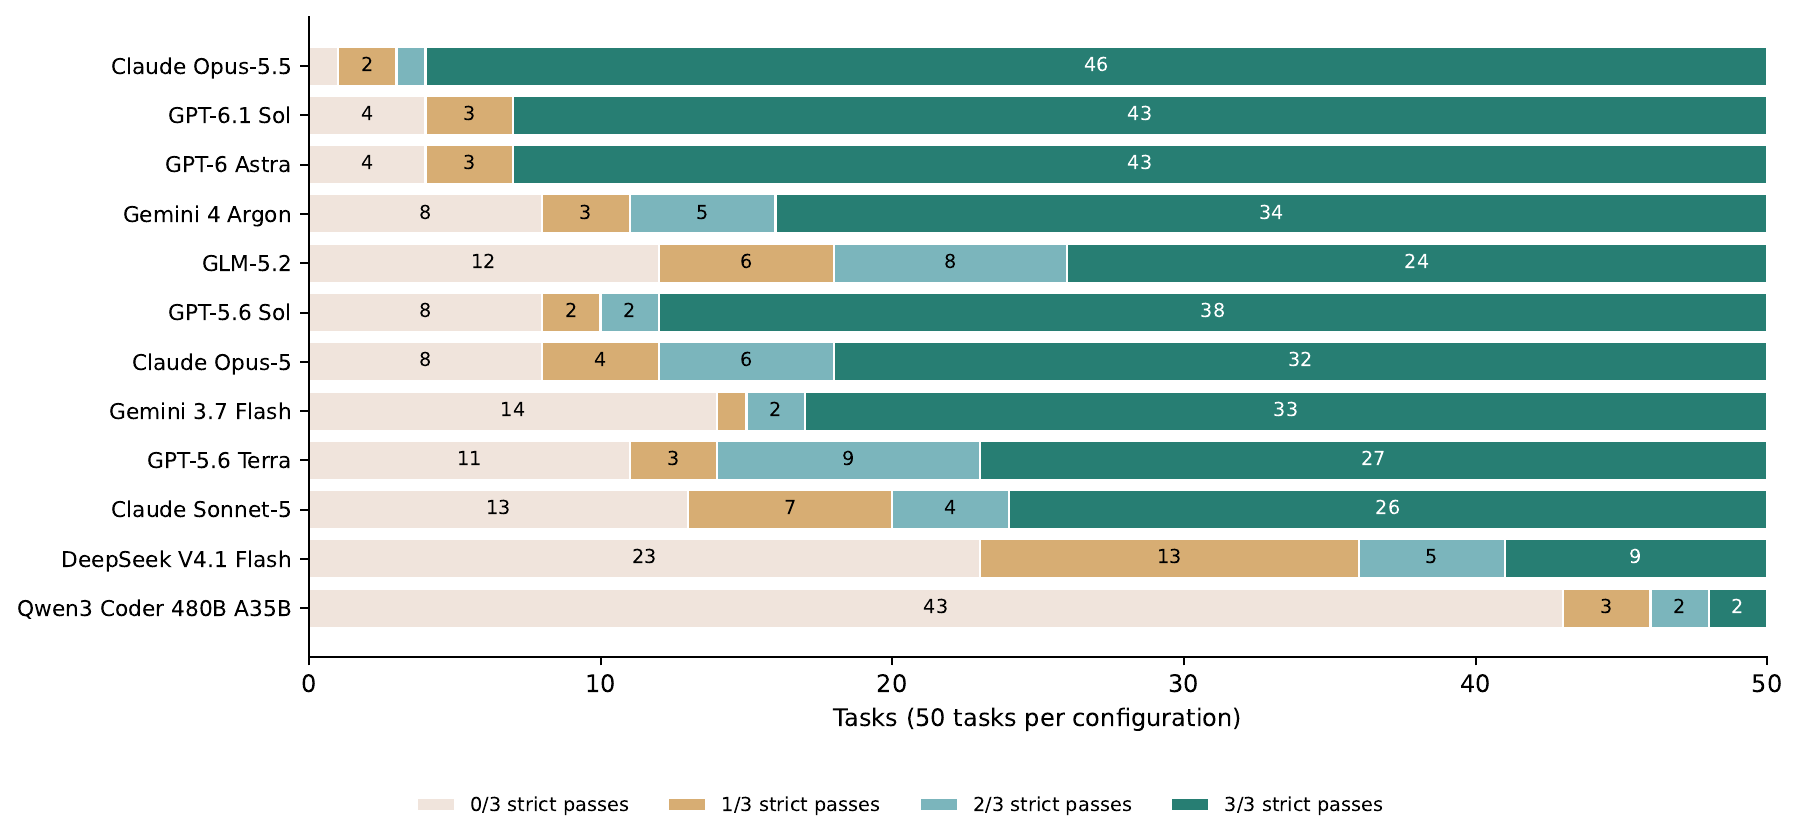 Claude Opus-5.5 2 46
GPT-6.1 Sol 4 3 43
GPT-6 Astra 4 3 43
Gemini 4 Argon 8 3 5 34
GLM-5.2 12 6 8 24
GPT-5.6 Sol 8 2 2 38
Claude Opus-5 8 4 6 32
Gemini 3.7 Flash 14 2 33
GPT-5.6 Terra 11 3 9 27
Claude Sonnet-5 13 7 4 26
DeepSeek V4.1 Flash 23 13 5 9
Qwen3 Coder 480B A35B 43 3 2 2
0 10 20 30 40 50
Tasks (50 tasks per configuration)
0/3 strict passes 1/3 strict passes 2/3 strict passes 3/3 strict passes